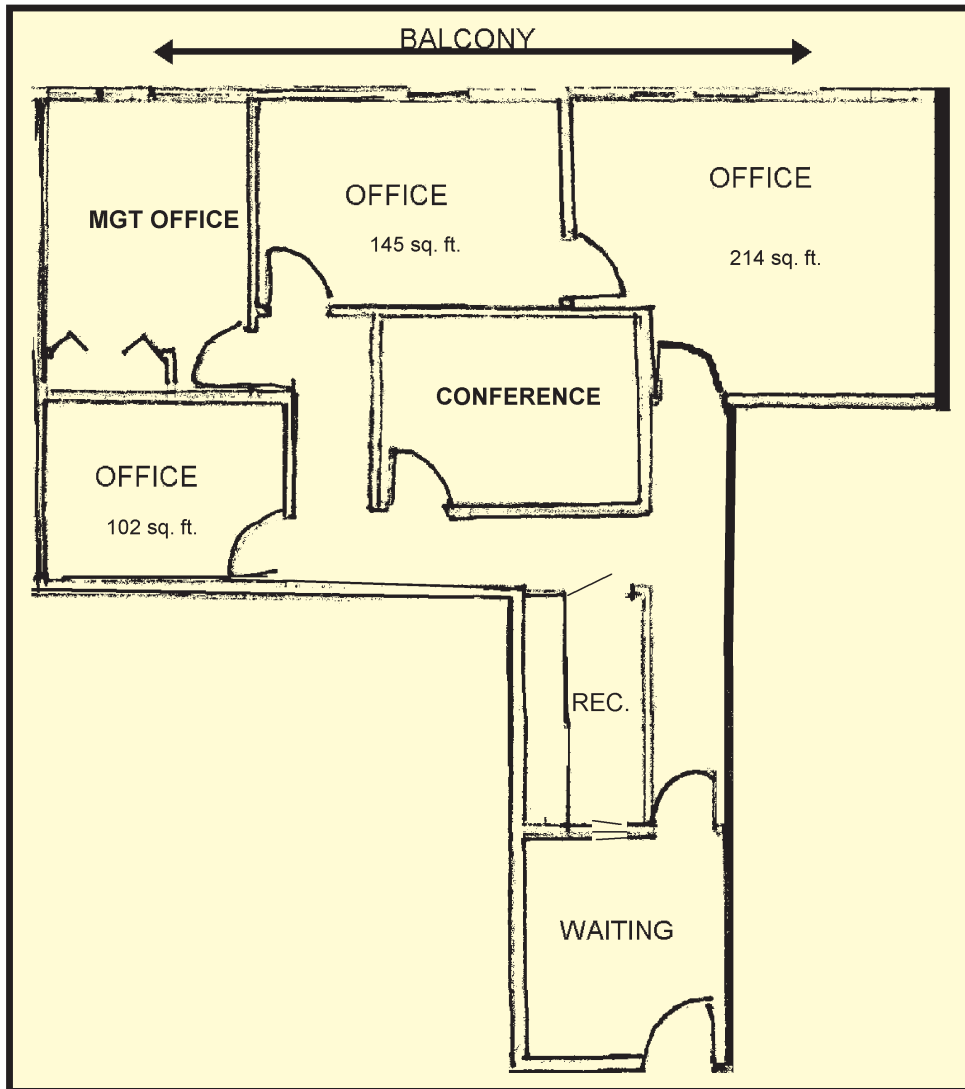 BALCONY
OFFICE
145 sq. ft.
OFFICE
214 sq. ft.
MGT OFFICE
CONFERENCE
OFFICE
102 sq. ft.
REC.
WAITING